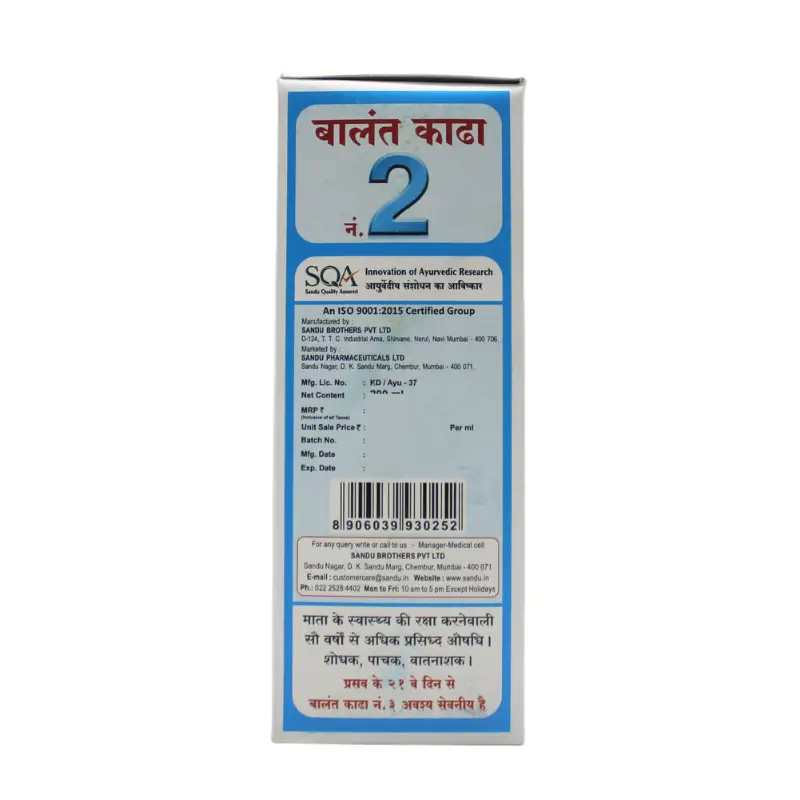 बालंत काढा
नं. 2
SQA
Sandu Quality Assured
Innovation of Ayurvedic Research
आयुर्वेदीय संशोधन का आविष्कार
An ISO 9001:2015 Certified Group
Manufactured by :
SANDU BROTHERS PVT LTD
D-124, T. T. C. Industrial Area, Shirvane, Nerul, Navi Mumbai - 400 706.
Marketed by :
SANDU PHARMACEUTICALS LTD
Sandu Nagar, D. K. Sandu Marg, Chembur, Mumbai - 400 071.
Mfg. Lic. No. : KD / Ayu - 37
Net Content :
MRP ₹ :
(Inclusive of all Taxes)
Unit Sale Price ₹ : Per ml
Batch No. :
Mfg. Date :
Exp. Date :
8 906039 930252
For any query write or call to us :- Manager-Medical cell
SANDU BROTHERS PVT LTD
Sandu Nagar, D. K. Sandu Marg, Chembur, Mumbai - 400 071
E-mail : customercare@sandu.in Website : www.sandu.in
Ph.: 022 2528 4402 Mon to Fri: 10 am to 5 pm Except Holidays
माता के स्वास्थ्य की रक्षा करनेवाली
सौ वर्षों से अधिक प्रसिध्द औषधि।
शोधक, पाचक, वातनाशक।
प्रसव के २१ वे दिन से
बालंत काढा नं. ३ अवश्य सेवनीय है